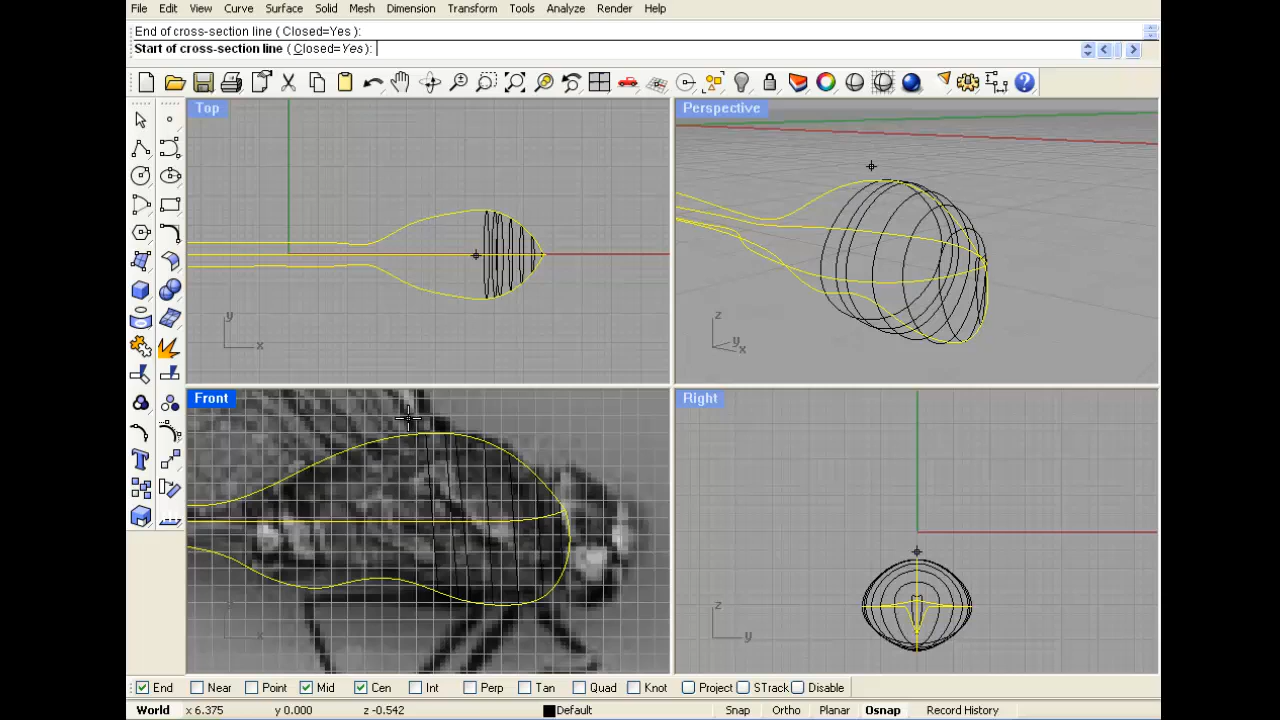 File Edit View Curve Surface Solid Mesh Dimension Transform Tools Analyze Render Help
End of cross-section line ( Closed=Yes ):
Start of cross-section line ( Closed=Yes ):
Top
Perspective
y
x
z
y
x
Front
Right
z
x
z
y
End Near Point Mid Cen Int Perp Tan Quad Knot Project STrack Disable
World x 6.375 y 0.000 z -0.542 Default Snap Ortho Planar Osnap Record History